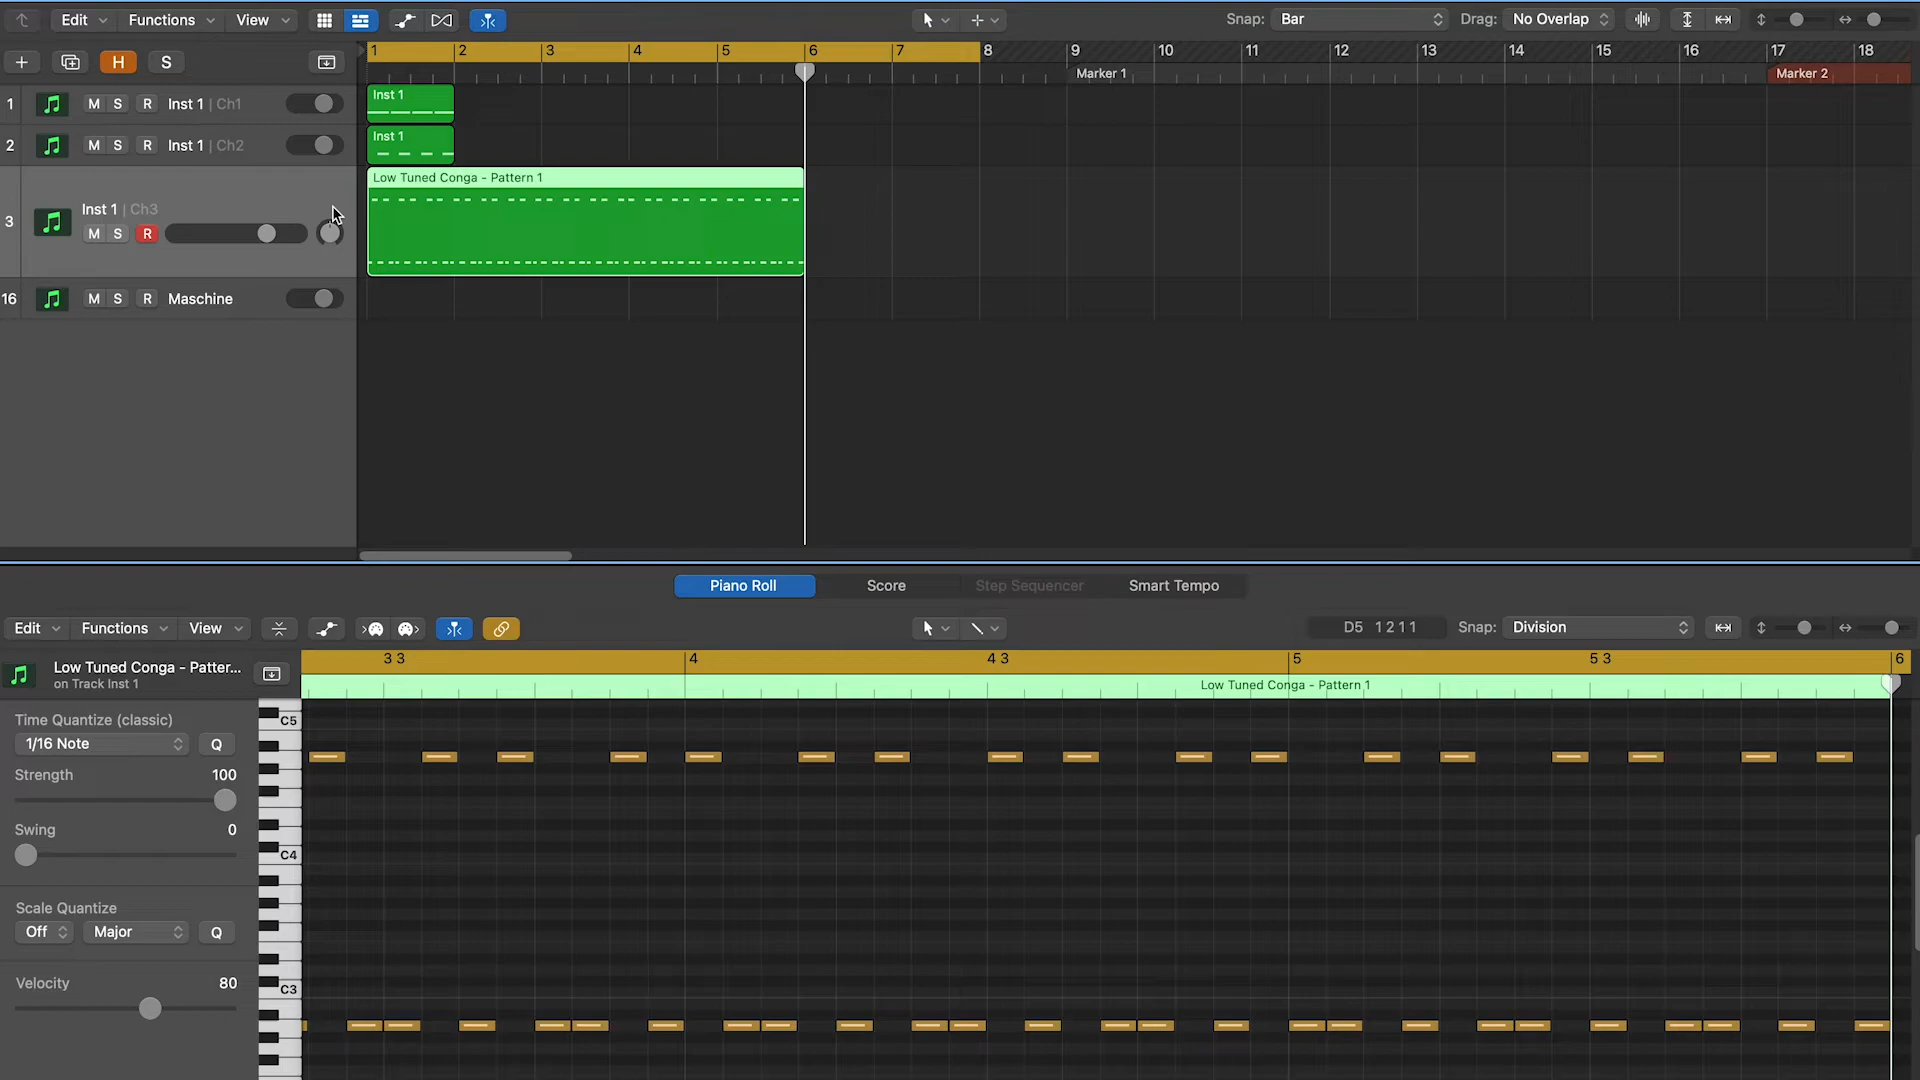 Edit Functions View Snap: Bar Drag: No Overlap
H S 1 2 3 4 5 6 7 8 9 10 11 12 13 14 15 16 17 18
Marker 1 Marker 2
1 M S R Inst 1 | Ch1 Inst 1
2 M S R Inst 1 | Ch2 Inst 1
Low Tuned Conga - Pattern 1
3 Inst 1 | Ch3
M S R
16 M S R Maschine
Piano Roll Score Step Sequencer Smart Tempo
Edit Functions View D5 1 2 1 1 Snap: Division
3 3 4 4 3 5 5 3 6
Low Tuned Conga - Patter...
on Track Inst 1
Low Tuned Conga - Pattern 1
Time Quantize (classic)
1/16 Note Q
Strength 100
Swing 0
Scale Quantize
Off Major Q
Velocity 80
C5
C4
C3